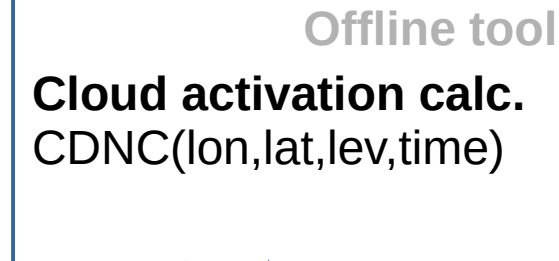 Offline tool
Cloud activation calc.
CDNC(lon,lat,lev,time)